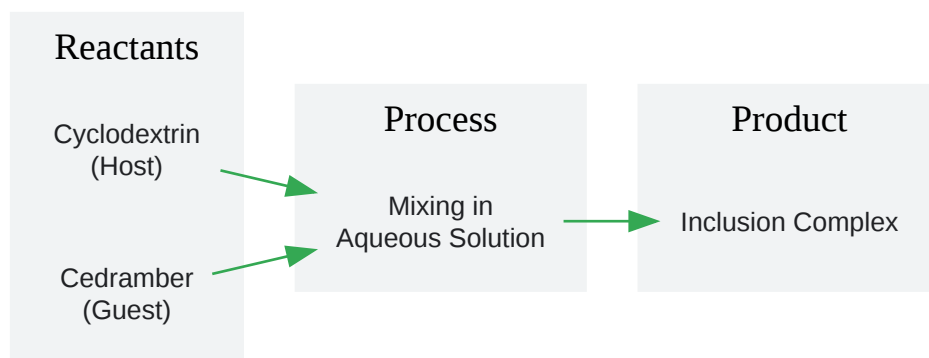 Reactants
Cyclodextrin
(Host)
Cedramber
(Guest)
Process
Mixing in
Aqueous Solution
Product
Inclusion Complex